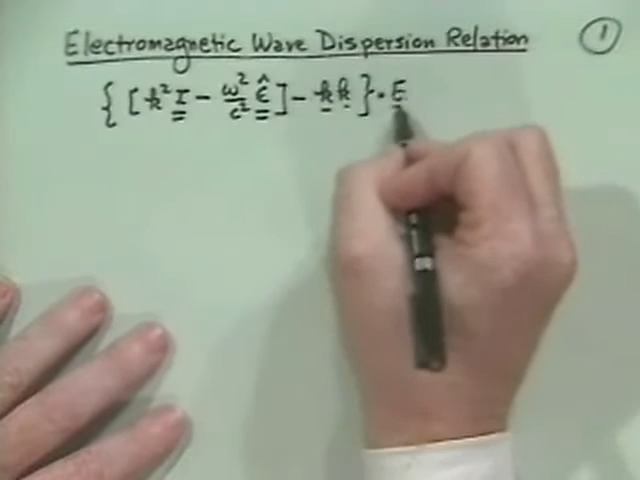 Electromagnetic Wave Dispersion Relation
1
{ [k² I̳ − ω²/c² ε̳̂ ] − k̲ k̲ } · E̲